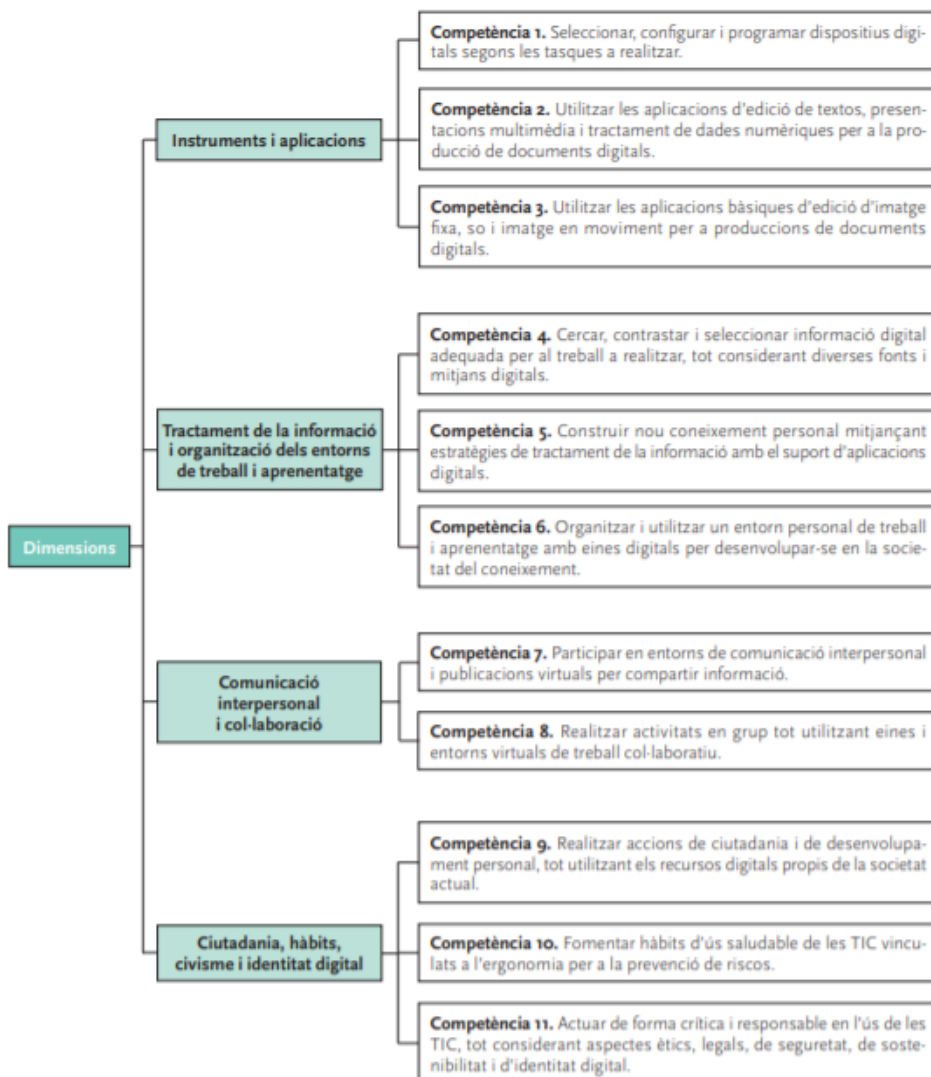 Dimensions
Instruments i aplicacions
Competència 1. Seleccionar, configurar i programar dispositius digi-
tals segons les tasques a realitzar.
Competència 2. Utilitzar les aplicacions d'edició de textos, presen-
tacions multimèdia i tractament de dades numèriques per a la pro-
ducció de documents digitals.
Competència 3. Utilitzar les aplicacions bàsiques d'edició d'imatge
fixa, so i imatge en moviment per a produccions de documents
digitals.
Tractament de la informació
i organització dels entorns
de treball i aprenentatge
Competència 4. Cercar, contrastar i seleccionar informació digital
adequada per al treball a realitzar, tot considerant diverses fonts i
mitjans digitals.
Competència 5. Construir nou coneixement personal mitjançant
estratègies de tractament de la informació amb el suport d'aplicacions
digitals.
Competència 6. Organitzar i utilitzar un entorn personal de treball
i aprenentatge amb eines digitals per desenvolupar-se en la socie-
tat del coneixement.
Comunicació
interpersonal
i col·laboració
Competència 7. Participar en entorns de comunicació interpersonal
i publicacions virtuals per compartir informació.
Competència 8. Realitzar activitats en grup tot utilitzant eines i
entorns virtuals de treball col·laboratiu.
Ciutadania, hàbits,
civisme i identitat digital
Competència 9. Realitzar accions de ciutadania i de desenvolupa-
ment personal, tot utilitzant els recursos digitals propis de la societat
actual.
Competència 10. Fomentar hàbits d'ús saludable de les TIC vincu-
lats a l'ergonomia per a la prevenció de riscos.
Competència 11. Actuar de forma crítica i responsable en l'ús de les
TIC, tot considerant aspectes ètics, legals, de seguretat, de soste-
nibilitat i d'identitat digital.